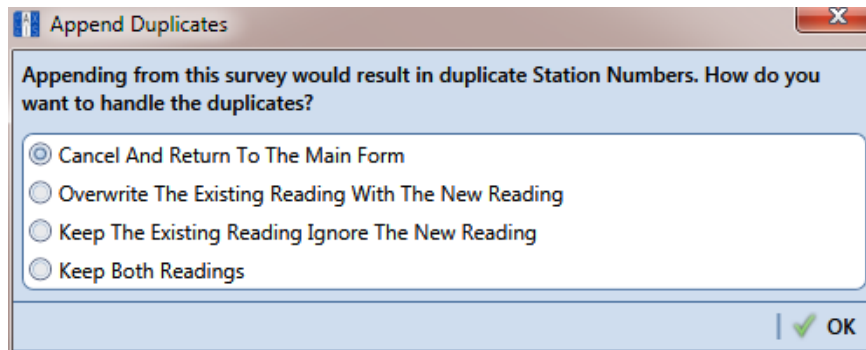 Append Duplicates
X
Appending from this survey would result in duplicate Station Numbers. How do you
want to handle the duplicates?
Cancel And Return To The Main Form
Overwrite The Existing Reading With The New Reading
Keep The Existing Reading Ignore The New Reading
Keep Both Readings
OK